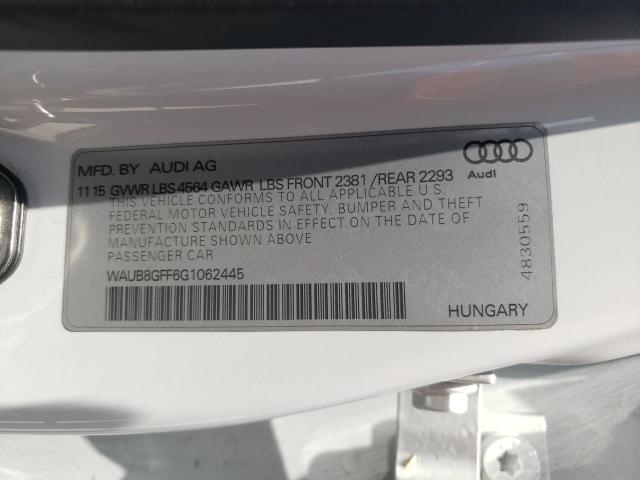 MFD. BY AUDI AG
11 15 GVWR LBS 4564 GAWR LBS FRONT 2381 /REAR 2293
THIS VEHICLE CONFORMS TO ALL APPLICABLE U.S.
FEDERAL MOTOR VEHICLE SAFETY, BUMPER AND THEFT
PREVENTION STANDARDS IN EFFECT ON THE DATE OF
MANUFACTURE SHOWN ABOVE
PASSENGER CAR
WAUB8GFF6G1062445
Audi
4830559
HUNGARY